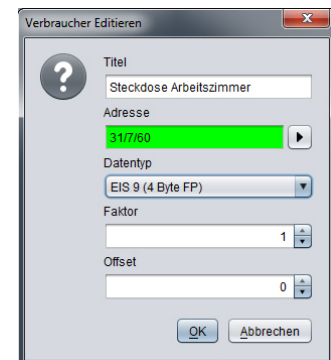 Verbraucher Editieren
Titel
Steckdose Arbeitszimmer
Adresse
31/7/60
Datentyp
EIS 9 (4 Byte FP)
Faktor
1
Offset
0
OK Abbrechen